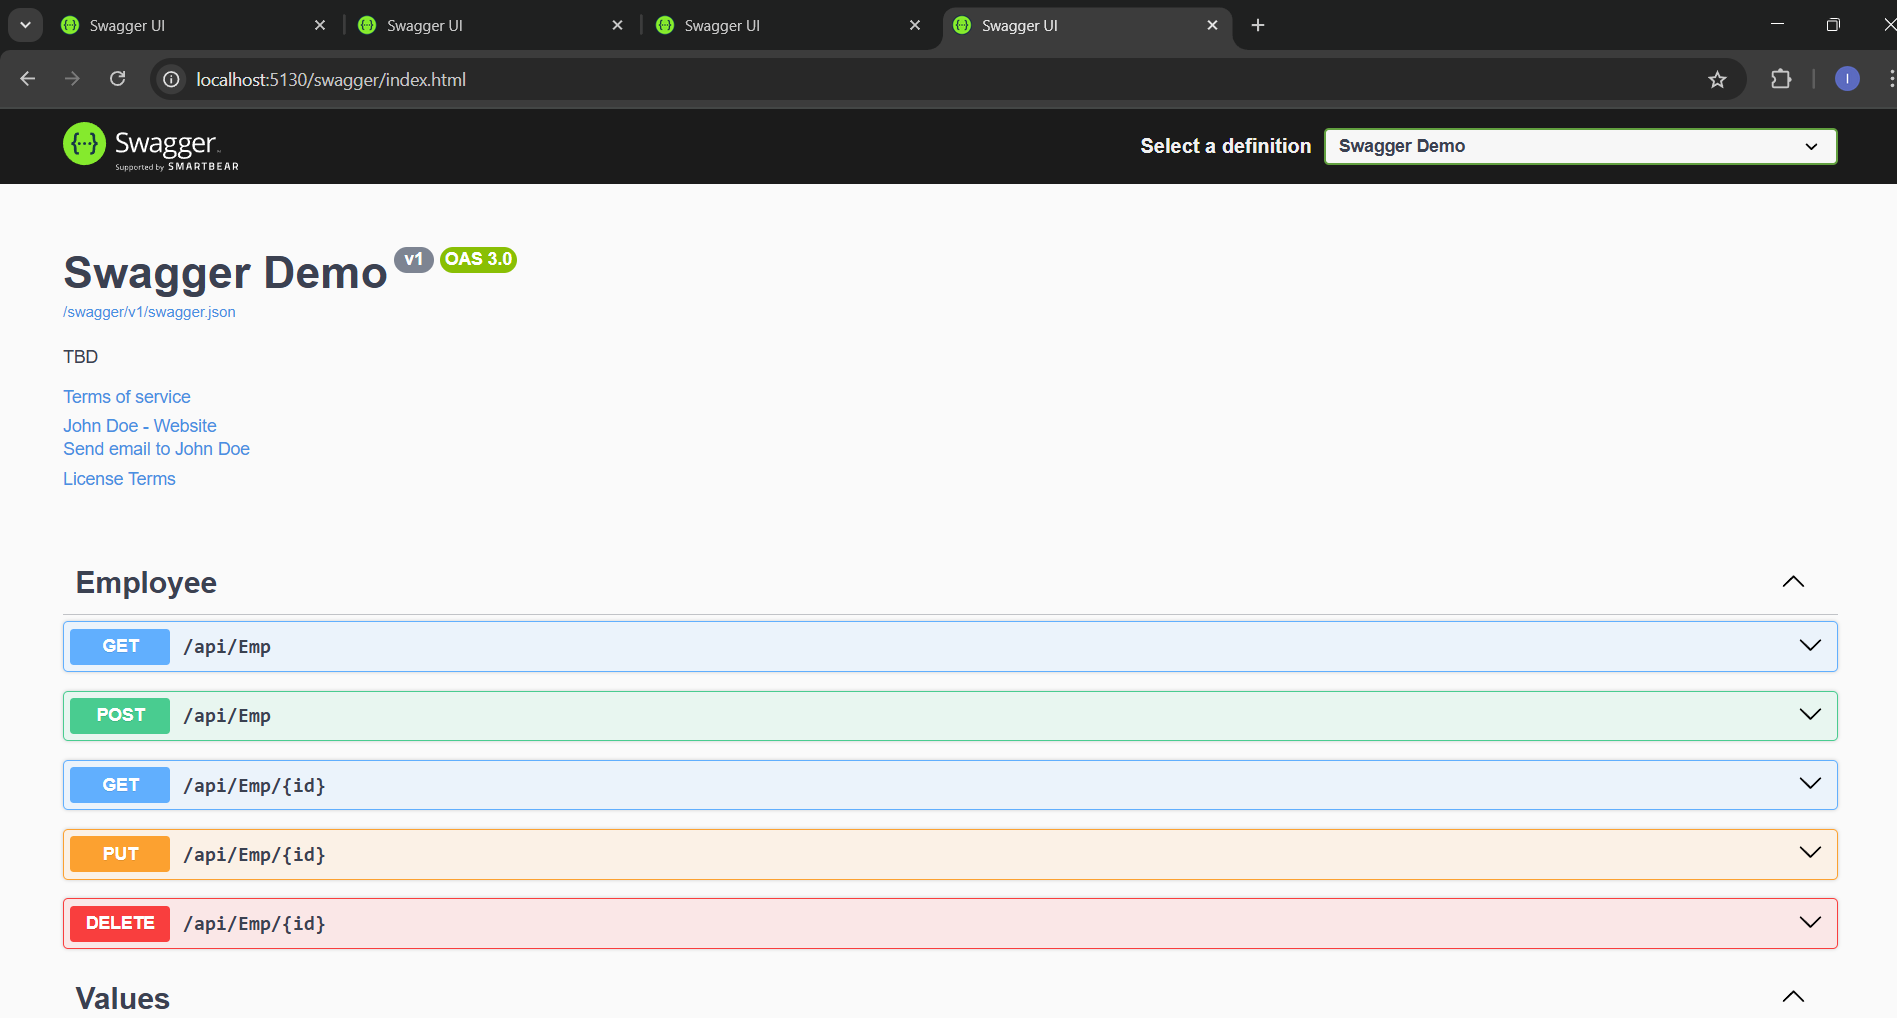 Swagger UI
Swagger UI
Swagger UI
Swagger UI
localhost:5130/swagger/index.html
I
{···} Swagger
Supported by SMARTBEAR
Select a definition
Swagger Demo
Swagger Demo v1 OAS 3.0
/swagger/v1/swagger.json
TBD
Terms of service
John Doe - Website
Send email to John Doe
License Terms
Employee
GET /api/Emp
POST /api/Emp
GET /api/Emp/{id}
PUT /api/Emp/{id}
DELETE /api/Emp/{id}
Values